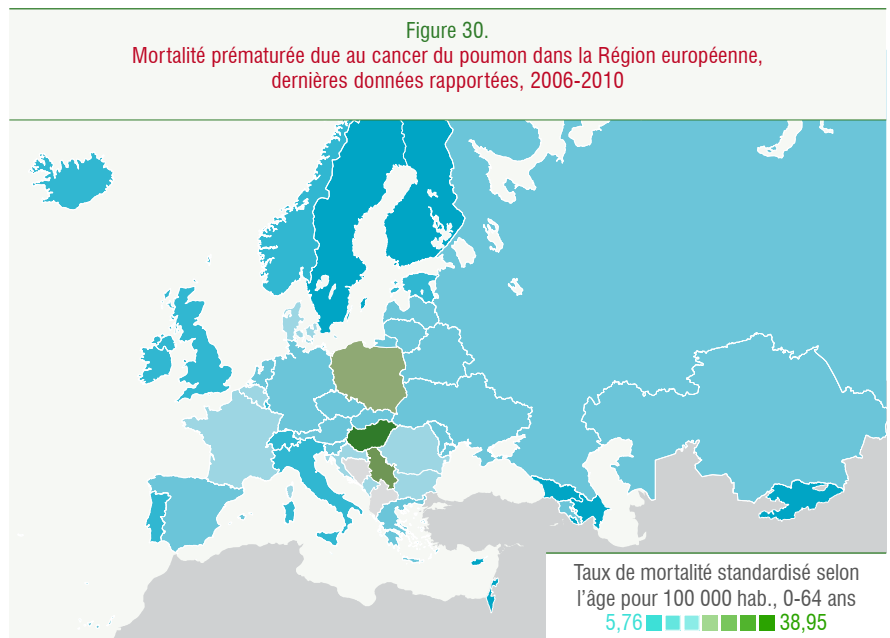 Figure 30.
Mortalité prématurée due au cancer du poumon dans la Région européenne,
dernières données rapportées, 2006-2010
Taux de mortalité standardisé selon
l’âge pour 100 000 hab., 0-64 ans
5,76 38,95